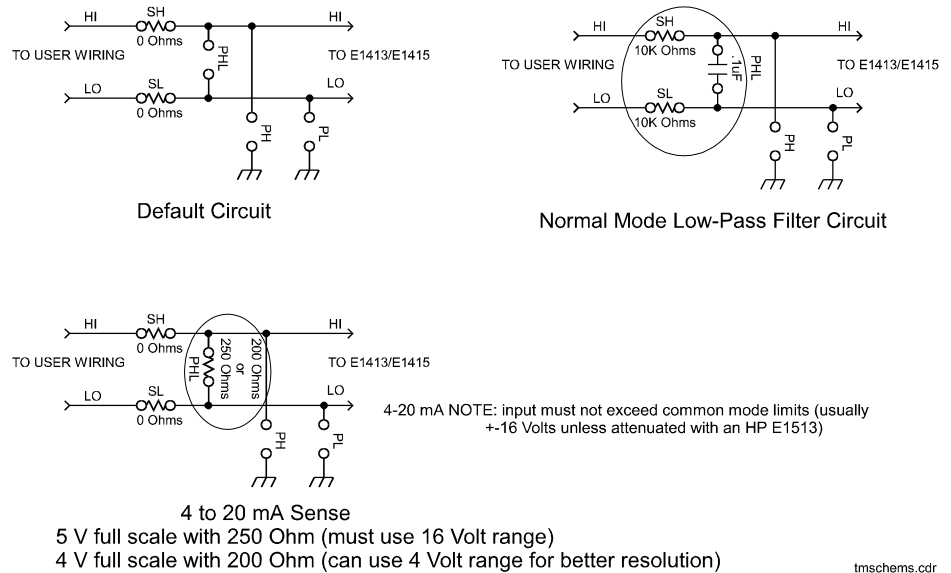 HI
SH
0 Ohms
HI
TO USER WIRING
PHL
TO E1413/E1415
LO
SL
0 Ohms
LO
PH
PL
Default Circuit
HI
SH
10K Ohms
HI
TO USER WIRING
.1uF
PHL
TO E1413/E1415
LO
SL
10K Ohms
LO
PH
PL
Normal Mode Low-Pass Filter Circuit
HI
SH
0 Ohms
HI
TO USER WIRING
PHL
250 Ohms
or
200 Ohms
TO E1413/E1415
LO
SL
0 Ohms
LO
PH
PL
4-20 mA NOTE: input must not exceed common mode limits (usually
+-16 Volts unless attenuated with an HP E1513)
4 to 20 mA Sense
5 V full scale with 250 Ohm (must use 16 Volt range)
4 V full scale with 200 Ohm (can use 4 Volt range for better resolution)
tmschems.cdr